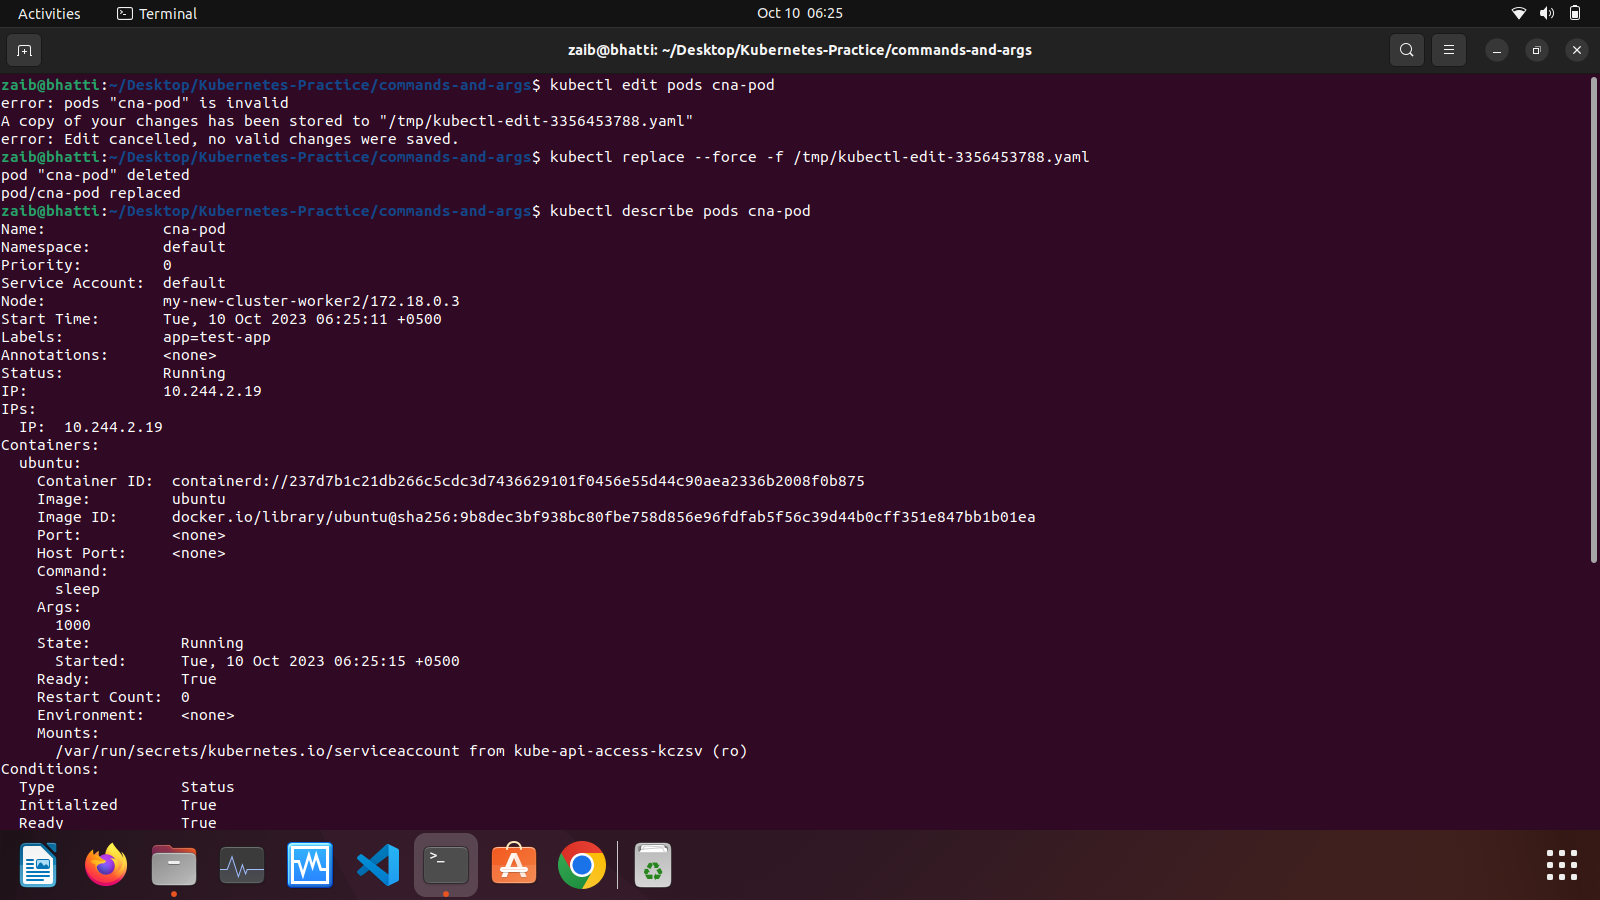 Activities
Terminal
Oct 10 06:25
zaib@bhatti: ~/Desktop/Kubernetes-Practice/commands-and-args
zaib@bhatti:~/Desktop/Kubernetes-Practice/commands-and-args$ kubectl edit pods cna-pod
error: pods "cna-pod" is invalid
A copy of your changes has been stored to "/tmp/kubectl-edit-3356453788.yaml"
error: Edit cancelled, no valid changes were saved.
zaib@bhatti:~/Desktop/Kubernetes-Practice/commands-and-args$ kubectl replace --force -f /tmp/kubectl-edit-3356453788.yaml
pod "cna-pod" deleted
pod/cna-pod replaced
zaib@bhatti:~/Desktop/Kubernetes-Practice/commands-and-args$ kubectl describe pods cna-pod
Name:             cna-pod
Namespace:        default
Priority:         0
Service Account:  default
Node:             my-new-cluster-worker2/172.18.0.3
Start Time:       Tue, 10 Oct 2023 06:25:11 +0500
Labels:           app=test-app
Annotations:      <none>
Status:           Running
IP:               10.244.2.19
IPs:
  IP:  10.244.2.19
Containers:
  ubuntu:
    Container ID:  containerd://237d7b1c21db266c5cdc3d7436629101f0456e55d44c90aea2336b2008f0b875
    Image:         ubuntu
    Image ID:      docker.io/library/ubuntu@sha256:9b8dec3bf938bc80fbe758d856e96fdfab5f56c39d44b0cff351e847bb1b01ea
    Port:          <none>
    Host Port:     <none>
    Command:
      sleep
    Args:
      1000
    State:          Running
      Started:      Tue, 10 Oct 2023 06:25:15 +0500
    Ready:          True
    Restart Count:  0
    Environment:    <none>
    Mounts:
      /var/run/secrets/kubernetes.io/serviceaccount from kube-api-access-kczsv (ro)
Conditions:
  Type              Status
  Initialized       True
  Ready             True